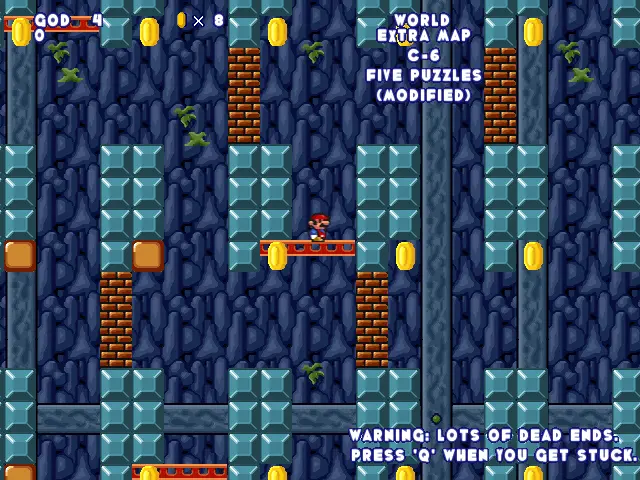 GOD 4
0
× 8
WORLD
EXTRA MAP
C-6
FIVE PUZZLES
(MODIFIED)
WARNING: LOTS OF DEAD ENDS.
PRESS 'Q' WHEN YOU GET STUCK.